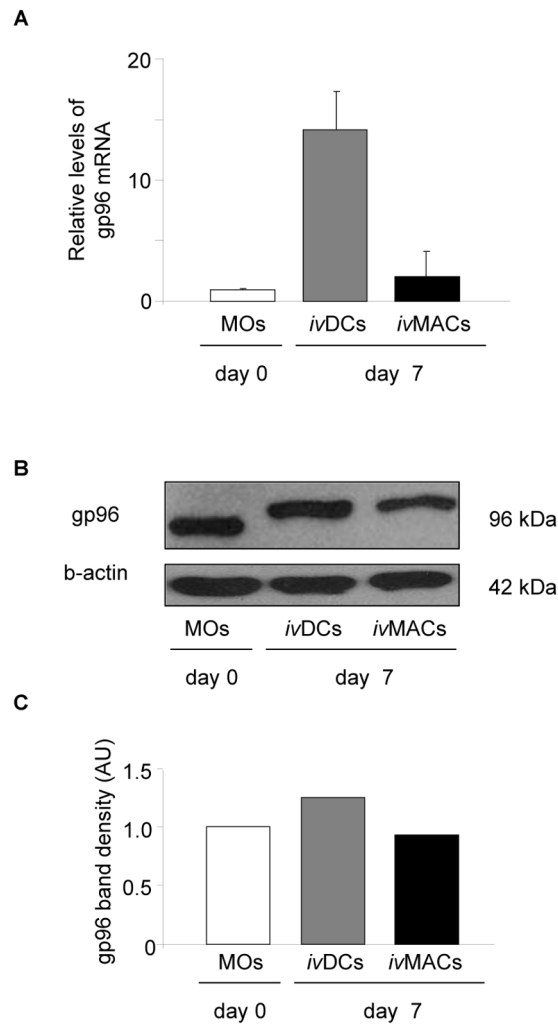 A
Relative levels of
gp96 mRNA
20
10
0
MOs ivDCs ivMACs
day 0 day 7
B
gp96 96 kDa
b-actin 42 kDa
MOs ivDCs ivMACs
day 0 day 7
C
gp96 band density (AU)
1.5
1.0
0.5
0
MOs ivDCs ivMACs
day 0 day 7